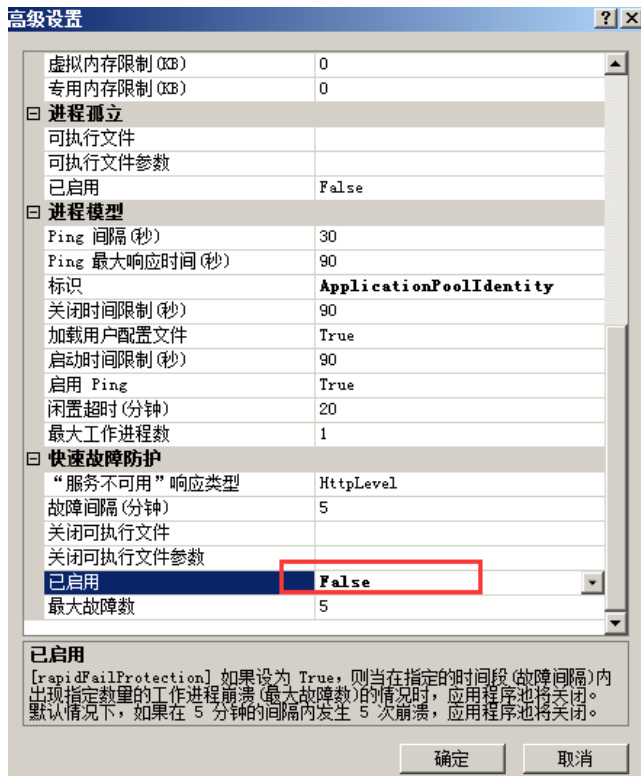 高级设置
虚拟内存限制(KB) 0
专用内存限制(KB) 0
进程孤立
可执行文件
可执行文件参数
已启用 False
进程模型
Ping 间隔(秒) 30
Ping 最大响应时间(秒) 90
标识 ApplicationPoolIdentity
关闭时间限制(秒) 90
加载用户配置文件 True
启动时间限制(秒) 90
启用 Ping True
闲置超时(分钟) 20
最大工作进程数 1
快速故障防护
“服务不可用”响应类型 HttpLevel
故障间隔(分钟) 5
关闭可执行文件
关闭可执行文件参数
已启用 False
最大故障数 5
已启用
[rapidFailProtection] 如果设为 True，则当在指定的时间段(故障间隔)内
出现指定数量的工作进程崩溃(最大故障数)的情况时，应用程序池将关闭。
默认情况下，如果在 5 分钟的间隔内发生 5 次崩溃，应用程序池将关闭。
确定 取消